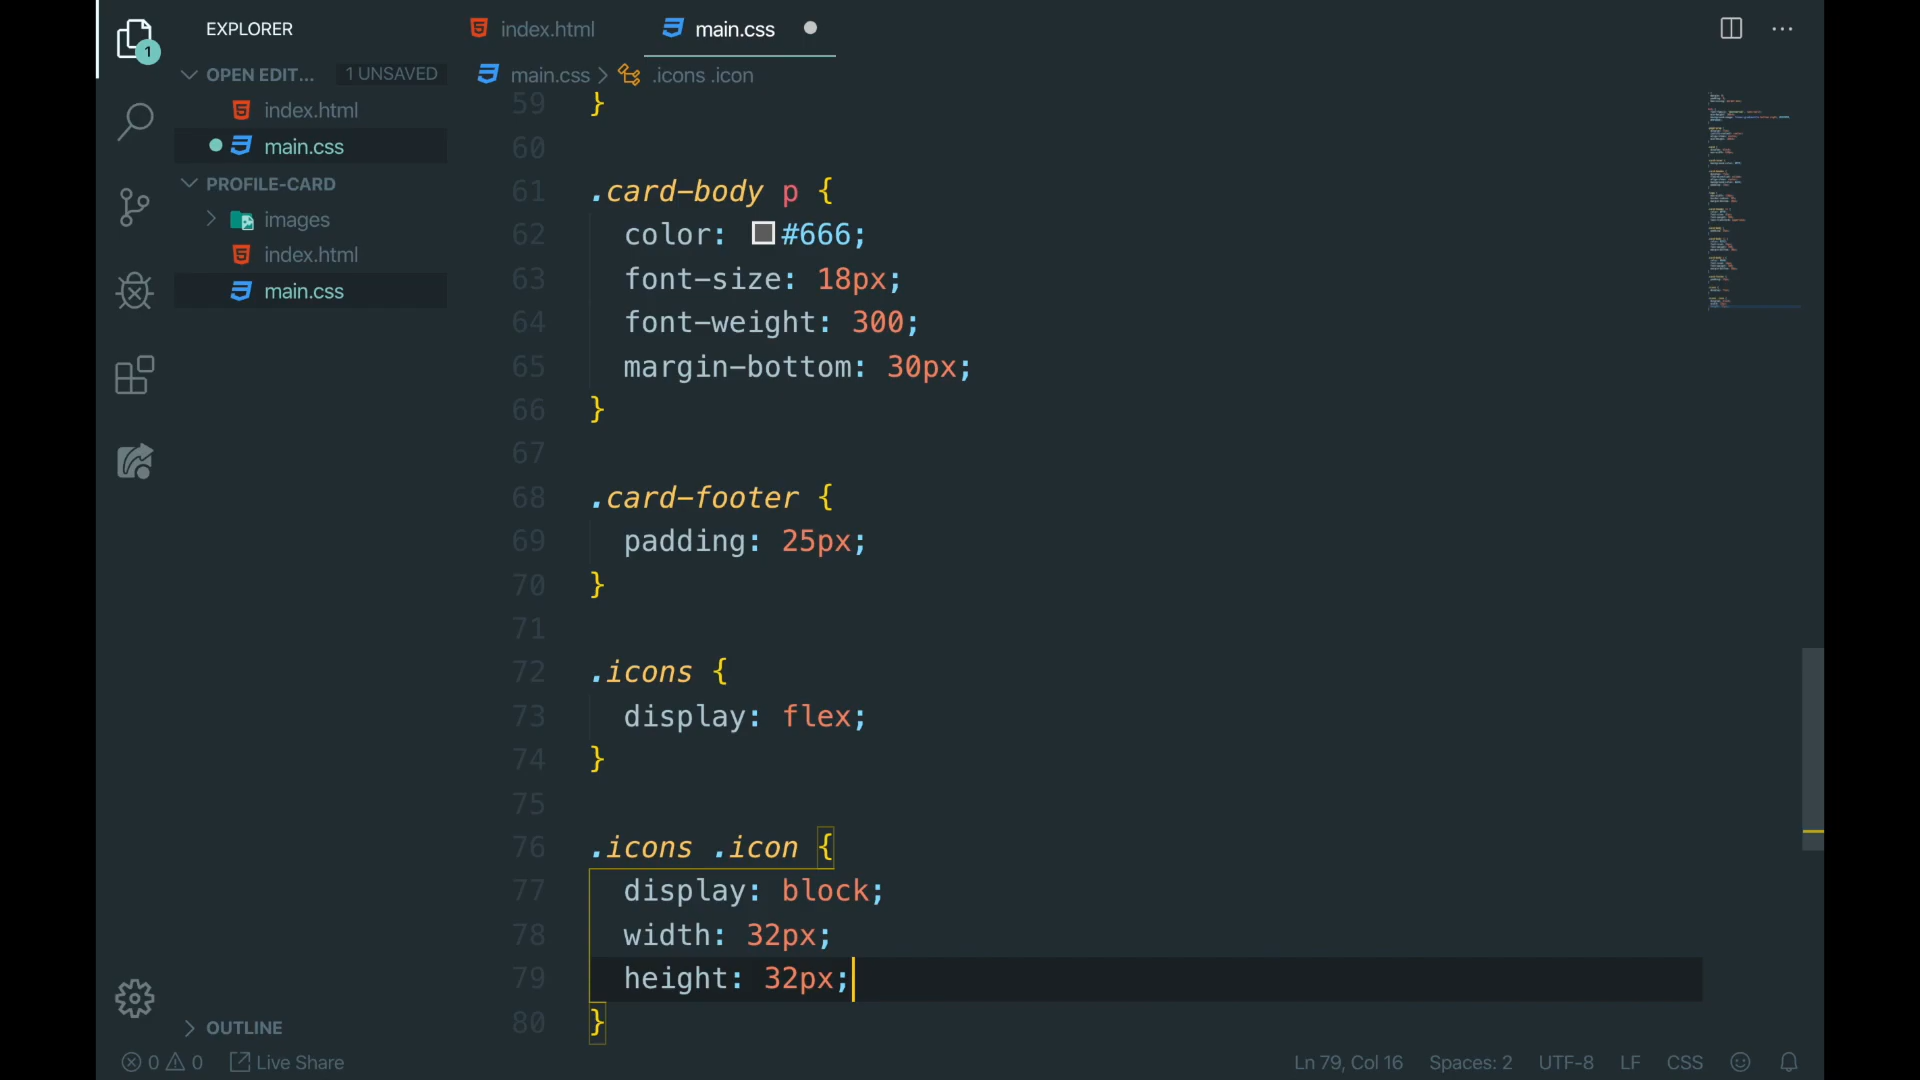 EXPLORER
index.html
main.css
1
OPEN EDIT...
1 UNSAVED
main.css
.icons .icon
index.html
main.css
PROFILE-CARD
images
index.html
main.css
59 }
60
61 .card-body p {
62 color: #666;
63 font-size: 18px;
64 font-weight: 300;
65 margin-bottom: 30px;
66 }
67
68 .card-footer {
69 padding: 25px;
70 }
71
72 .icons {
73 display: flex;
74 }
75
76 .icons .icon {
77 display: block;
78 width: 32px;
79 height: 32px;
80 }
OUTLINE
0 0 Live Share
Ln 79, Col 16 Spaces: 2 UTF-8 LF CSS